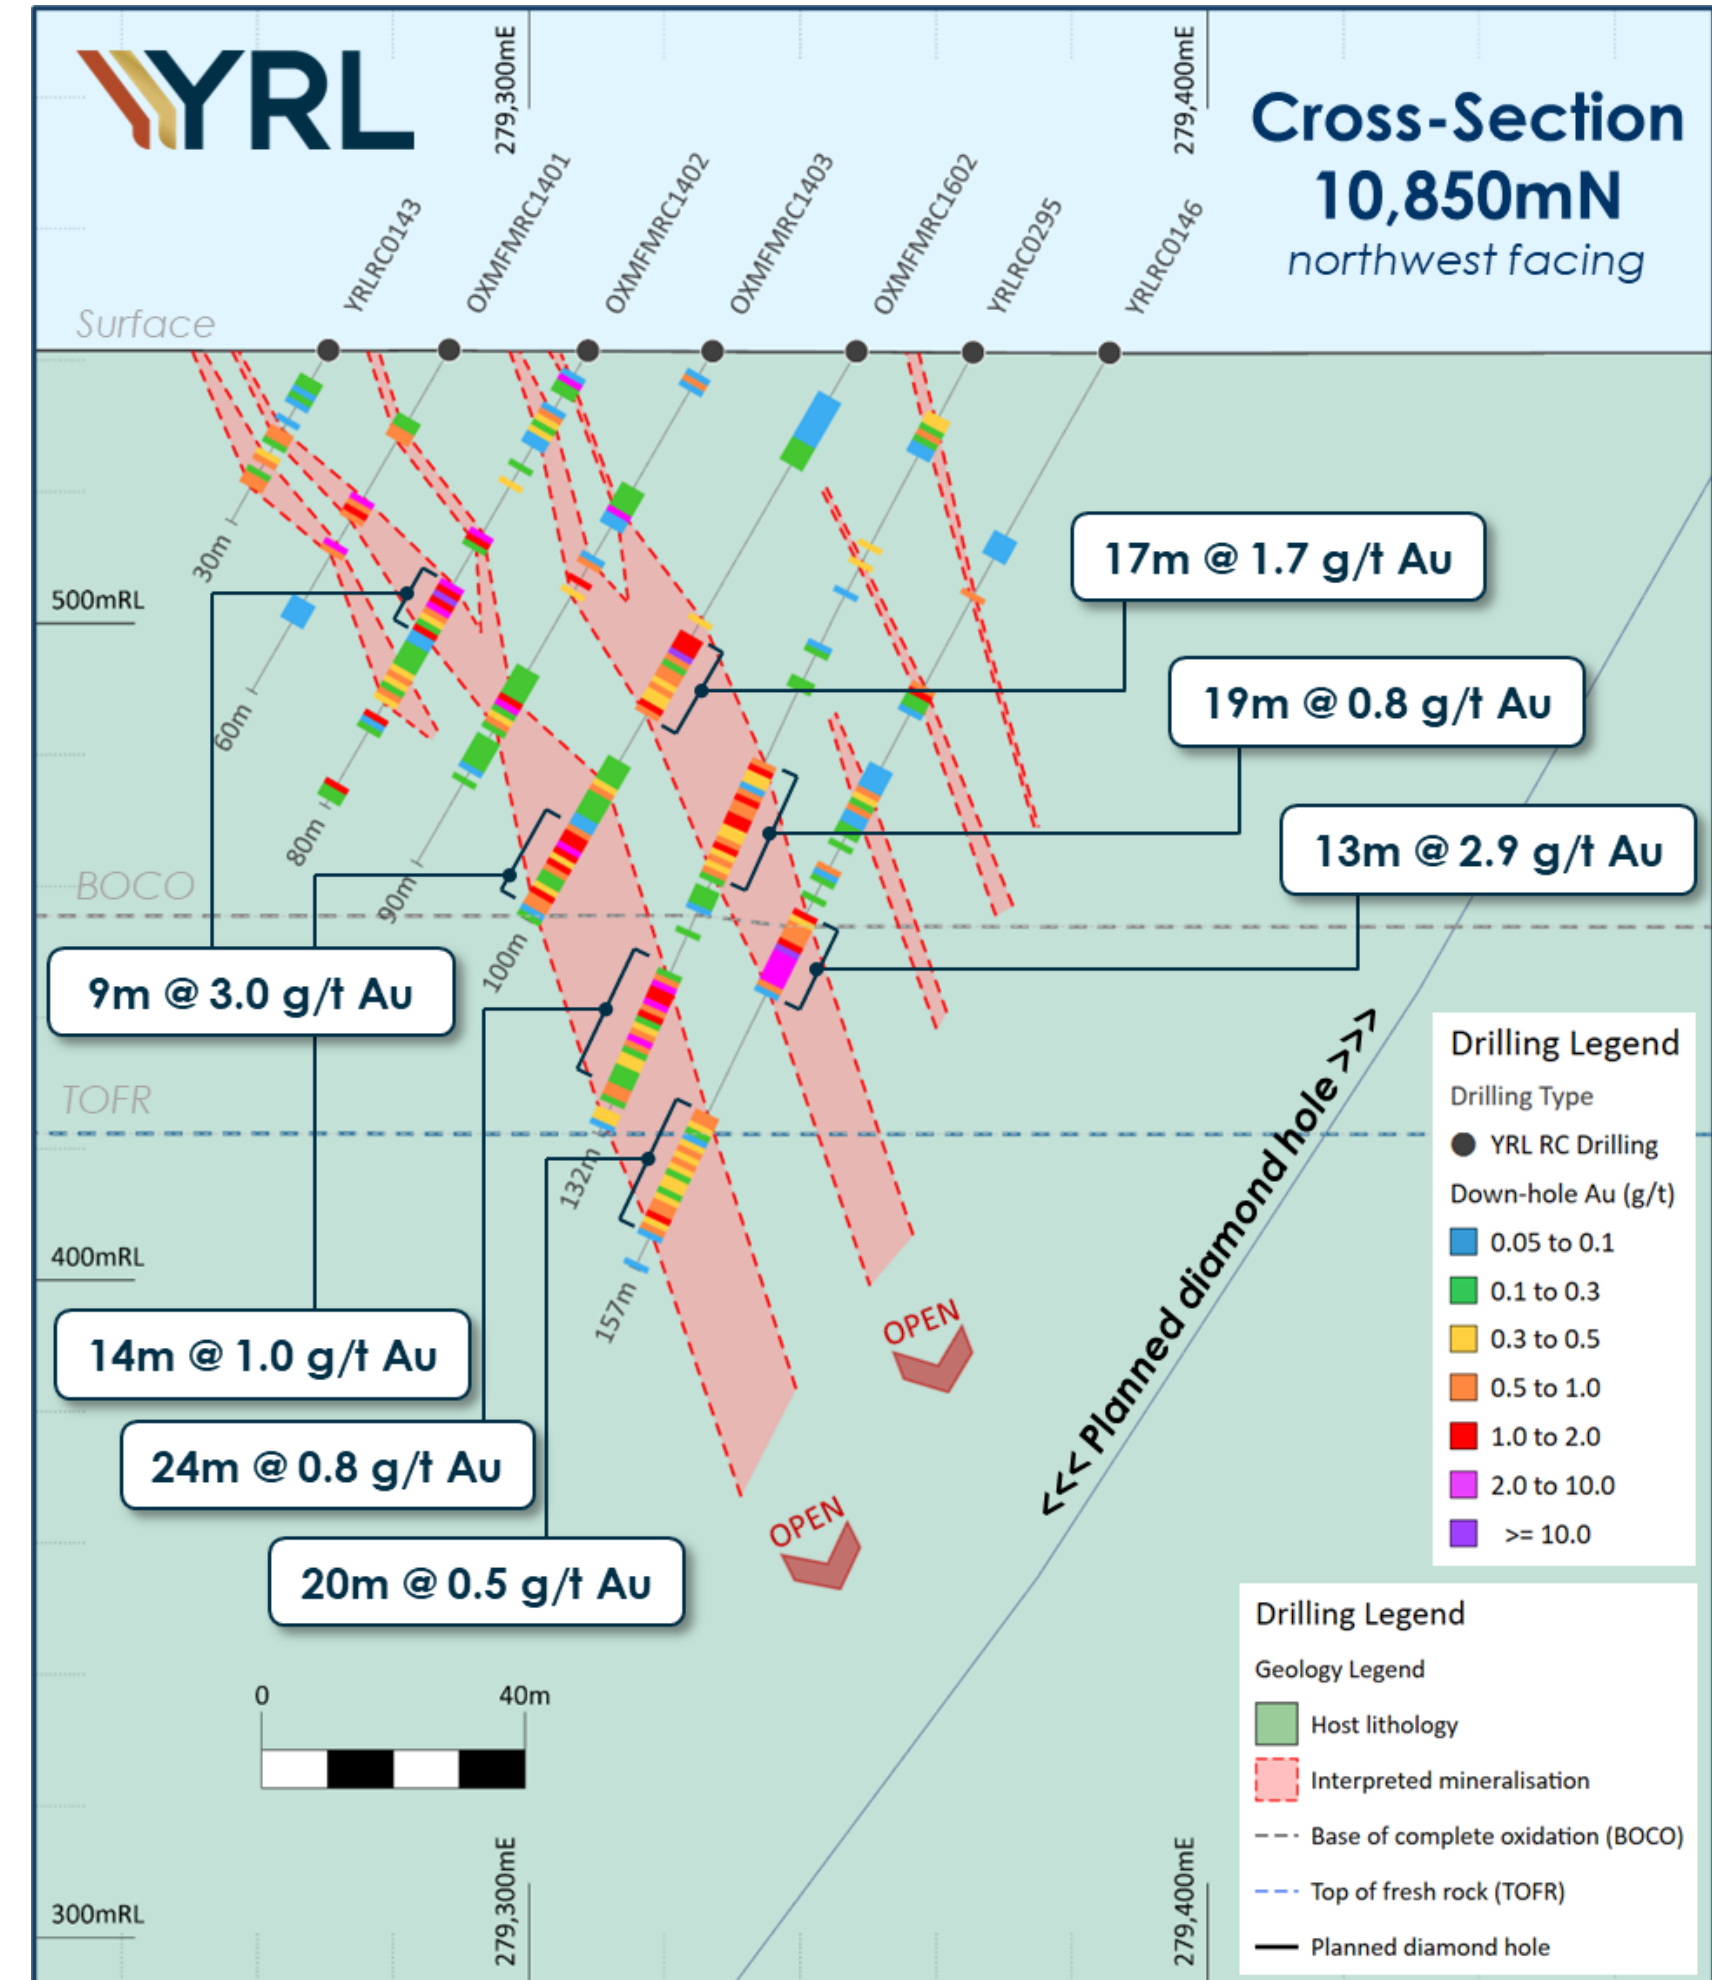 YRL
279,300mE
279,400mE
Cross-Section
10,850mN
northwest facing
YRLRC0143
OXMFMRC1401
OXMFMRC1402
OXMFMRC1403
OXMFMRC1602
YRLRC0295
YRLRC0146
Surface
30m
500mRL
17m @ 1.7 g/t Au
60m
19m @ 0.8 g/t Au
80m
13m @ 2.9 g/t Au
BOCO
90m
100m
9m @ 3.0 g/t Au
TOFR
132m
400mRL
157m
14m @ 1.0 g/t Au
OPEN
24m @ 0.8 g/t Au
OPEN
20m @ 0.5 g/t Au
<<< Planned diamond hole >>>
Drilling Legend
Drilling Type
YRL RC Drilling
Down-hole Au (g/t)
0.05 to 0.1
0.1 to 0.3
0.3 to 0.5
0.5 to 1.0
1.0 to 2.0
2.0 to 10.0
>= 10.0
Drilling Legend
Geology Legend
Host lithology
Interpreted mineralisation
Base of complete oxidation (BOCO)
Top of fresh rock (TOFR)
Planned diamond hole
0 40m
300mRL
279,300mE
279,400mE